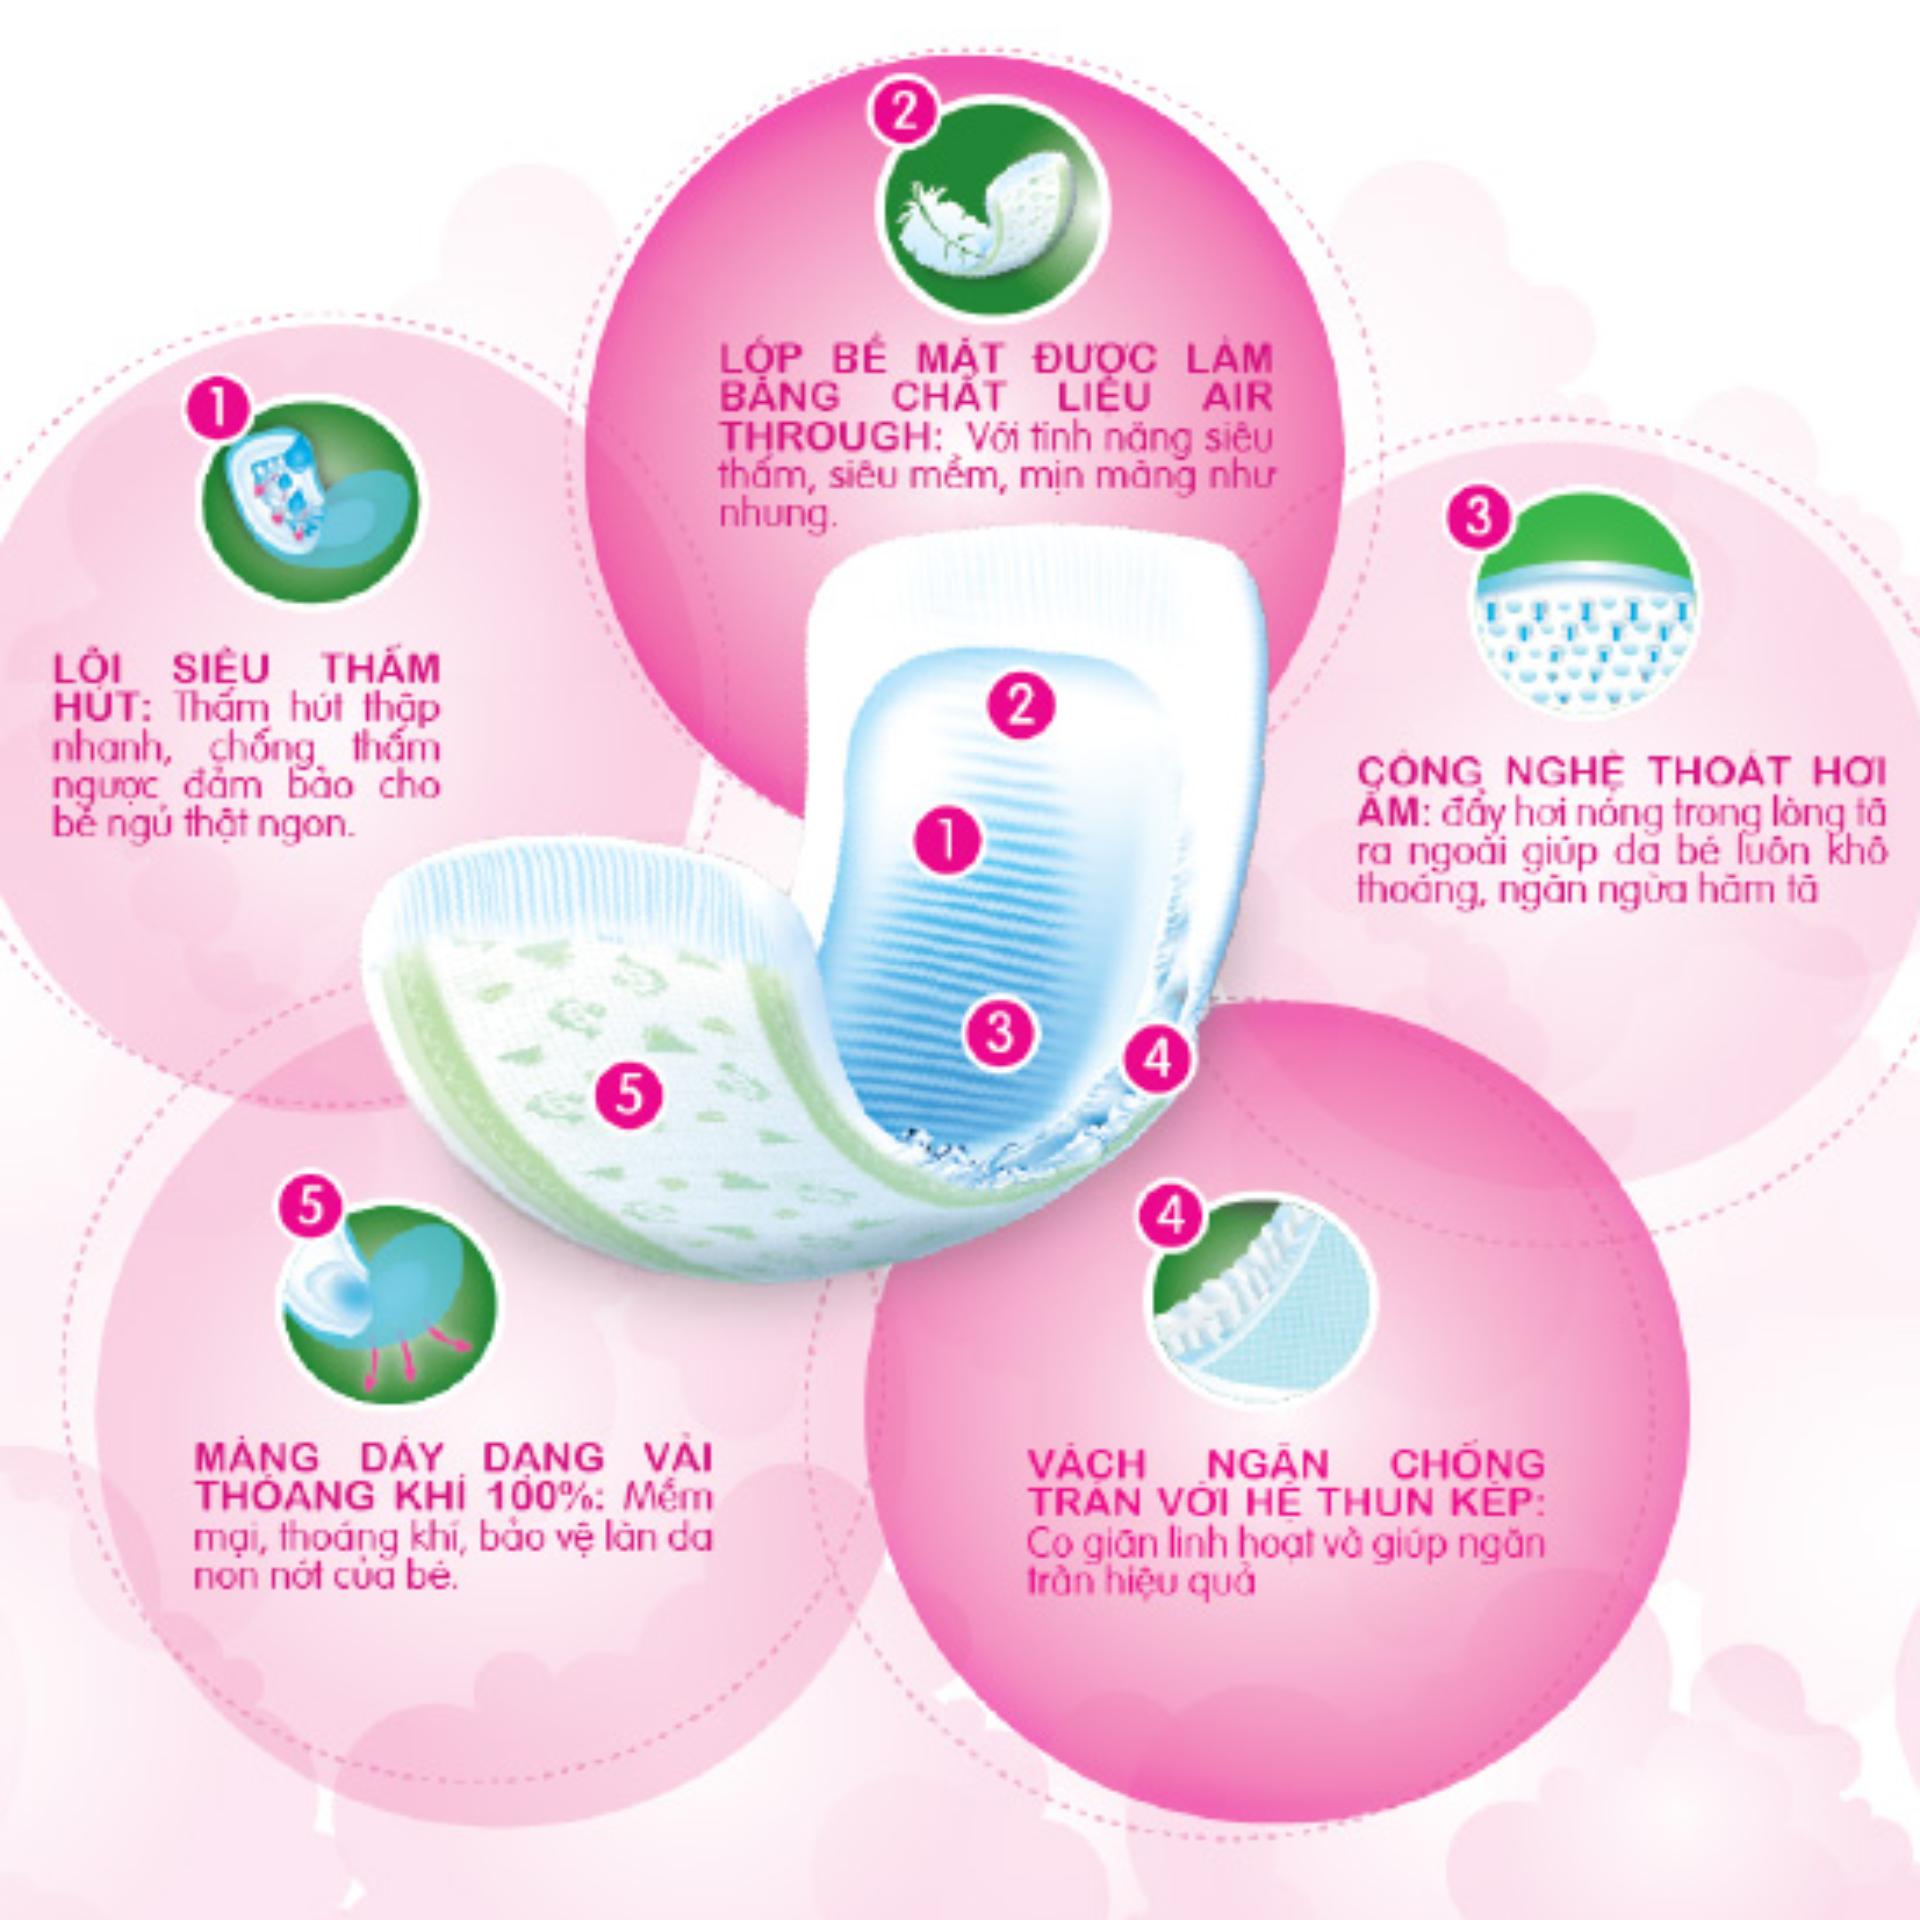 1
LÕI SIÊU THẤM
HÚT: Thấm hút thập
nhanh, chống thấm
ngược đảm bảo cho
bé ngủ thật ngon.
2
LỚP BỀ MẶT ĐƯỢC LÀM
BẰNG CHẤT LIỆU AIR
THROUGH: Với tính năng siêu
thấm, siêu mềm, mịn màng như
nhung.
3
CÔNG NGHỆ THOÁT HƠI
ẨM: đẩy hơi nóng trong lòng tã
ra ngoài giúp da bé luôn khô
thoáng, ngăn ngừa hăm tã
2
1
3
4
5
5
MÀNG ĐÁY DẠNG VẢI
THOÁNG KHÍ 100%: Mềm
mại, thoáng khí, bảo vệ làn da
non nớt của bé.
4
VÁCH NGĂN CHỐNG
TRÀN VỚI HỆ THUN KÉP:
Co giãn linh hoạt và giúp ngăn
tràn hiệu quả